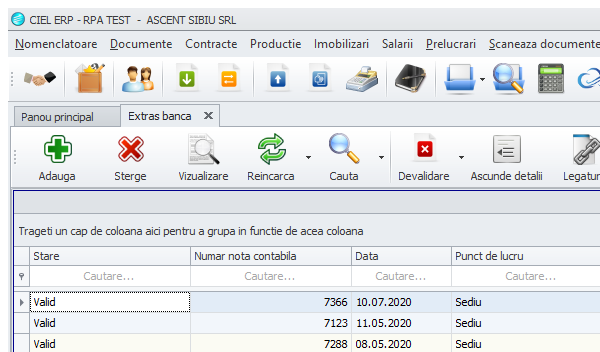 CIEL ERP - RPA TEST - ASCENT SIBIU SRL
Nomenclatoare Documente Contracte Productie Imobilizari Salarii Prelucrari Scaneaza documente
Panou principal Extras banca
Adauga Sterge Vizualizare Reincarca Cauta Devalidare Ascunde detalii Legatur
Trageti un cap de coloana aici pentru a grupa in functie de acea coloana
Stare Numar nota contabila Data Punct de lucru
Cautare... Cautare... Cautare... Cautare...
Valid 7366 10.07.2020 Sediu
Valid 7123 11.05.2020 Sediu
Valid 7288 08.05.2020 Sediu